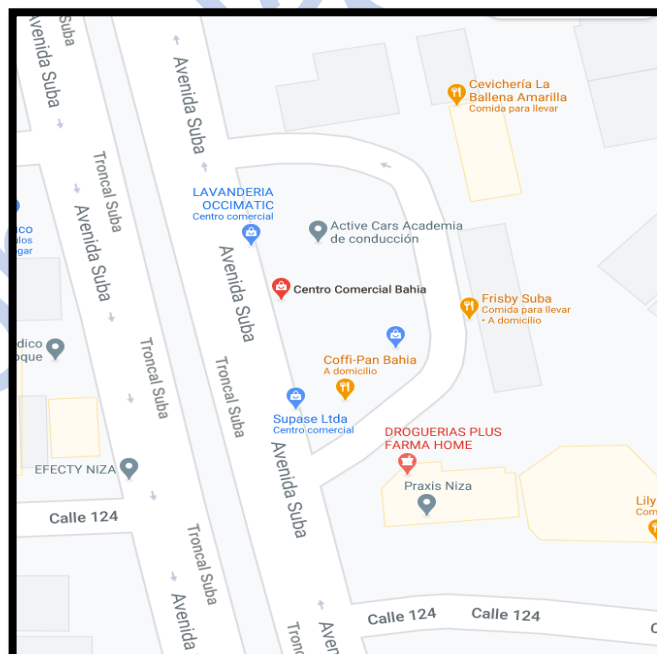 Suba
Avenida Suba
Avenida Suba
Cevichería La
Ballena Amarilla
Comida para llevar
Troncal Suba
LAVANDERIA
OCCIMATIC
Centro comercial
Active Cars Academia
de conducción
Avenida Suba
Avenida Suba
Centro Comercial Bahia
Frisby Suba
Comida para llevar
• A domicilio
Troncal Suba
Troncal Suba
Coffi-Pan Bahia
A domicilio
Supase Ltda
Centro comercial
DROGUERIAS PLUS
FARMA HOME
Avenida Suba
EFECTY NIZA
Praxis Niza
Lily
Calle 124
Troncal Suba
Avenida Suba
Calle 124
Calle 124